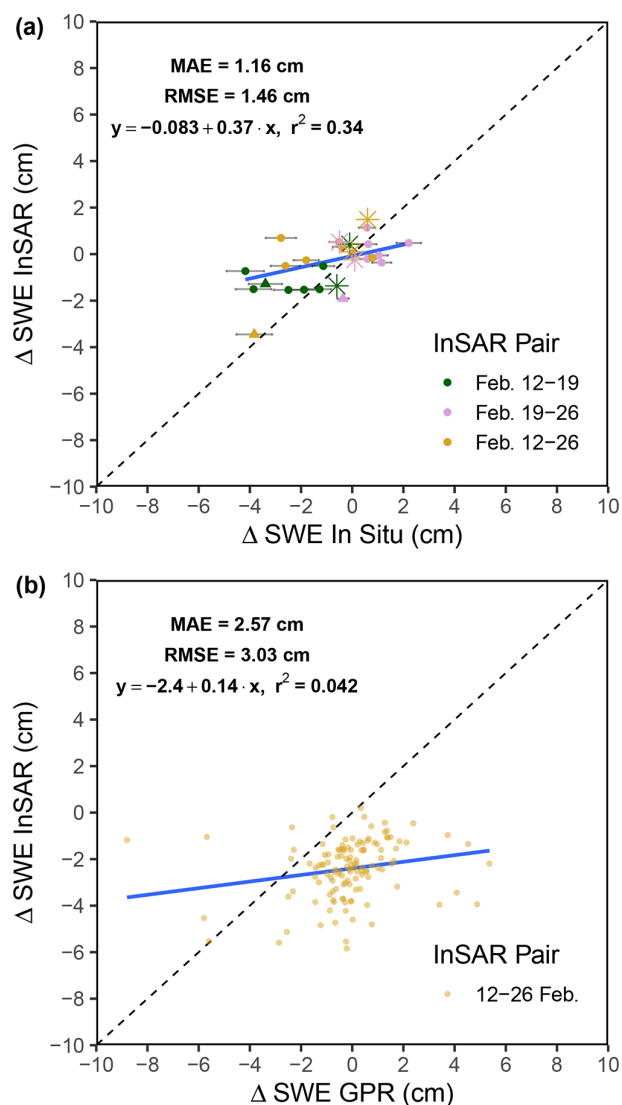 (a)
10
8
6
4
2
0
−2
−4
−6
−8
−10
Δ SWE InSAR (cm)
MAE = 1.16 cm
RMSE = 1.46 cm
y = −0.083 + 0.37 · x, r² = 0.34
InSAR Pair
Feb. 12−19
Feb. 19−26
Feb. 12−26
−10 −8 −6 −4 −2 0 2 4 6 8 10
Δ SWE In Situ (cm)
(b)
10
8
6
4
2
0
−2
−4
−6
−8
−10
Δ SWE InSAR (cm)
MAE = 2.57 cm
RMSE = 3.03 cm
y = −2.4 + 0.14 · x, r² = 0.042
InSAR Pair
12−26 Feb.
−10 −8 −6 −4 −2 0 2 4 6 8 10
Δ SWE GPR (cm)